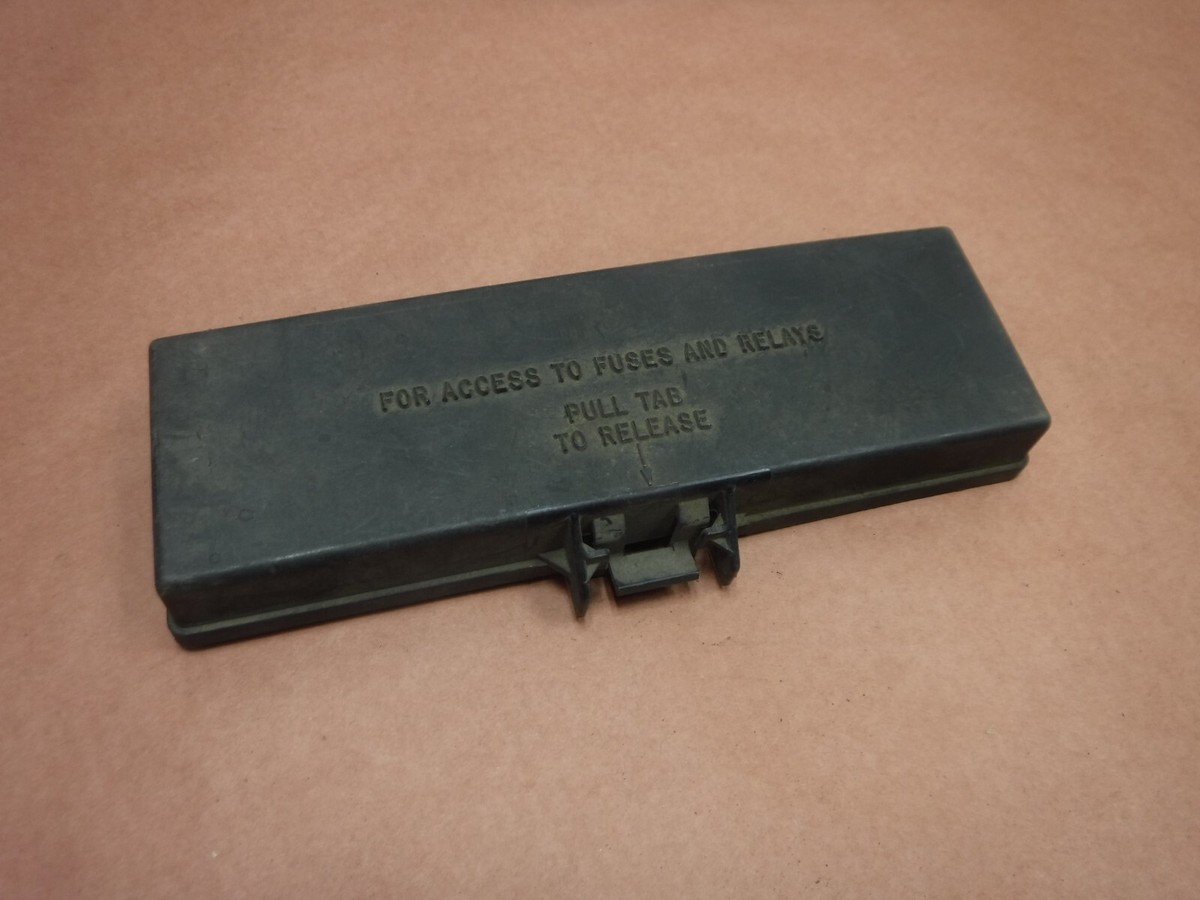 FOR ACCESS TO FUSES AND RELAYS
PULL TAB
TO RELEASE